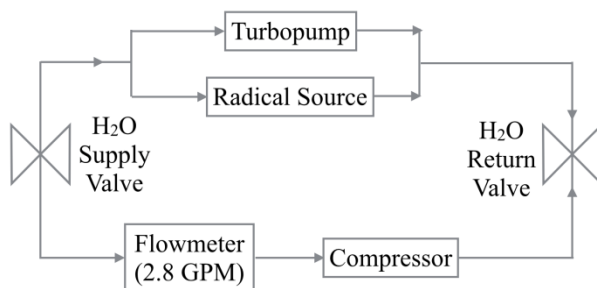 Turbopump
Radical Source
H₂O
Supply
Valve
H₂O
Return
Valve
Flowmeter
(2.8 GPM)
Compressor